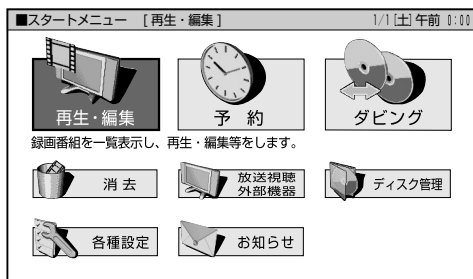 ■スタートメニュー [再生・編集] 1/1[土]午前 0:00
再生・編集 予約 ダビング
録画番組を一覧表示し、再生・編集等をします。
消去 放送視聴 ディスク管理
外部機器
各種設定 お知らせ